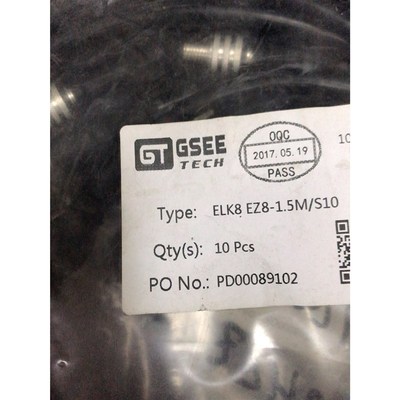 GT GSEE
TECH
OQC
2017.05.19
PASS
10
Type: ELK8 EZ8-1.5M/S10
Qty(s): 10 Pcs
PO No.: PD00089102